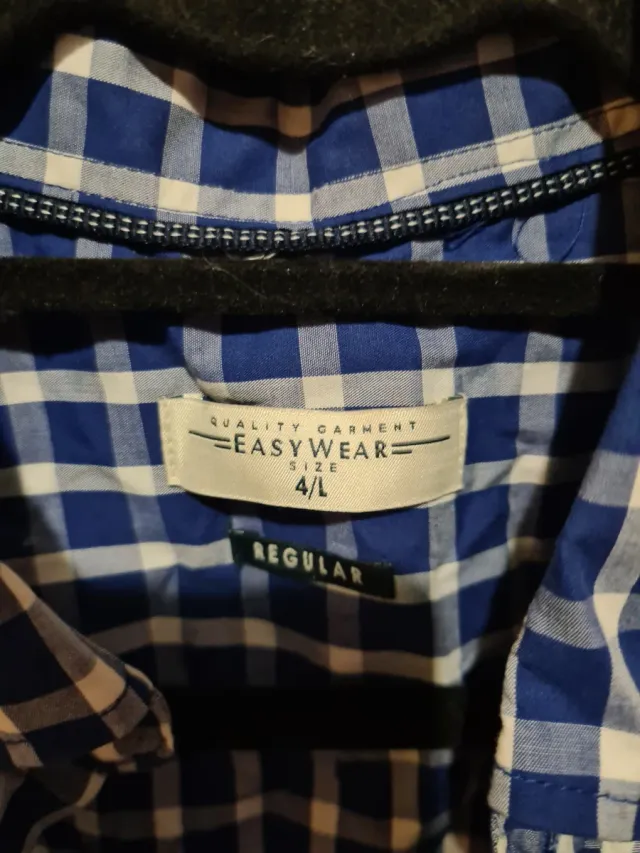 QUALITY GARMENT
EASYWEAR
SIZE
4/L
REGULAR